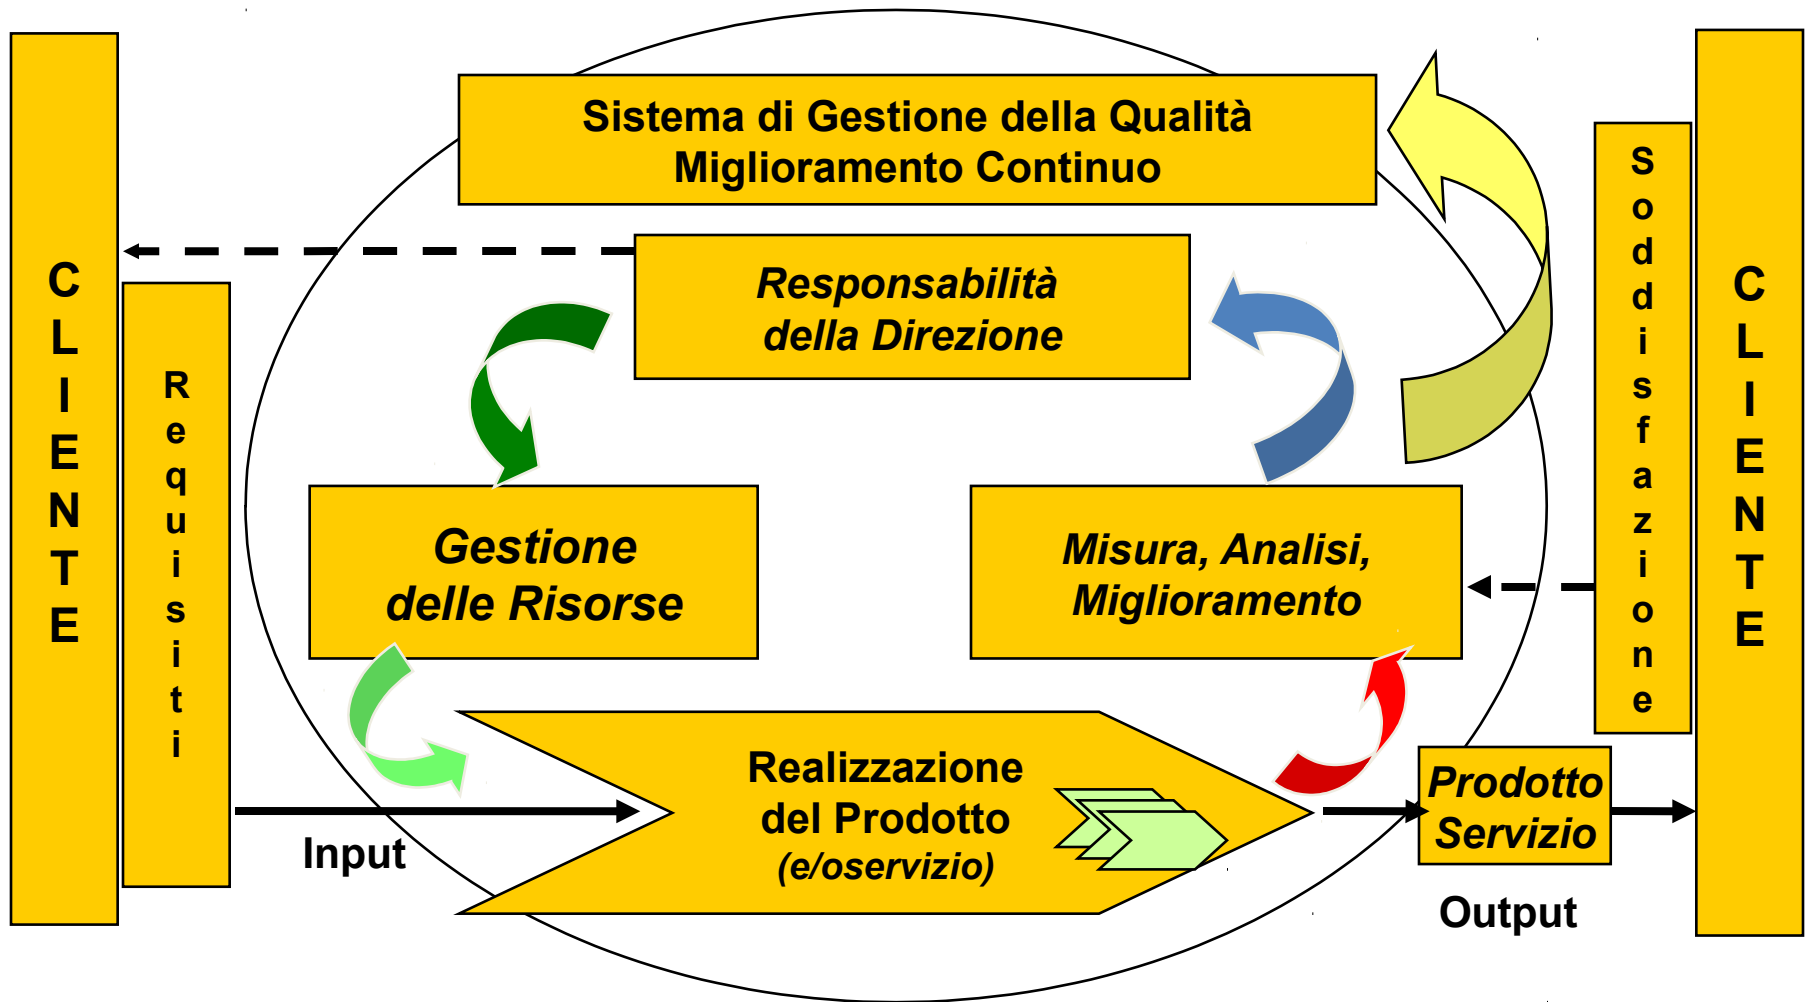 Sistema di Gestione della Qualità
Miglioramento Continuo
CLIENTE
Requisiti
Responsabilità
della Direzione
Gestione
delle Risorse
Misura, Analisi,
Miglioramento
Realizzazione
del Prodotto
(e/oservizio)
Input
Prodotto
Servizio
Output
Soddisfazione
CLIENTE